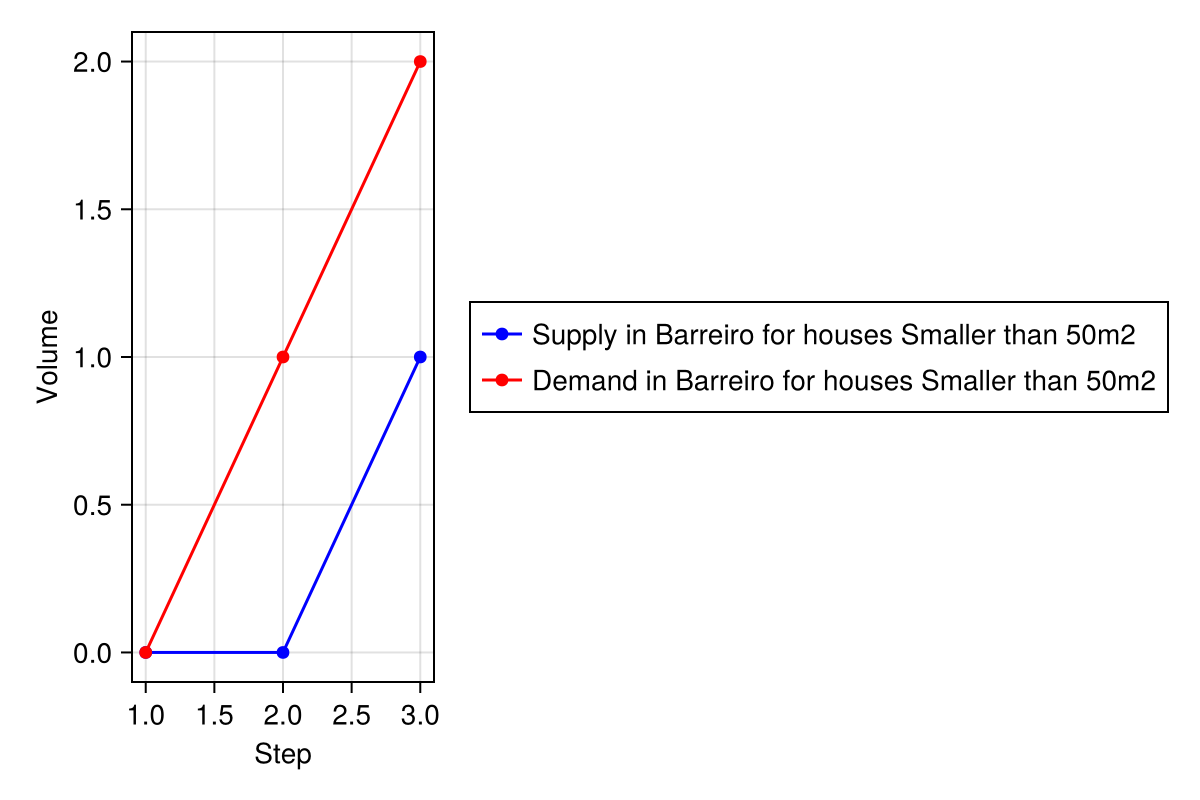 2.0
1.5
1.0
0.5
0.0
Volume
1.0 1.5 2.0 2.5 3.0
Step
Supply in Barreiro for houses Smaller than 50m2
Demand in Barreiro for houses Smaller than 50m2